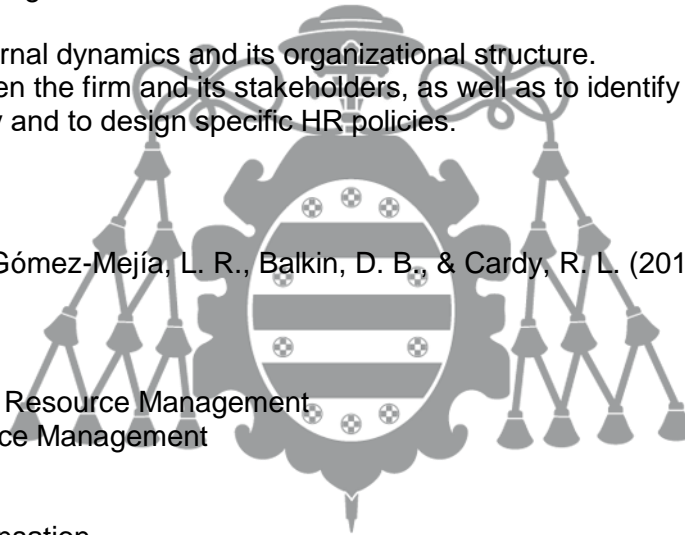 rnal dynamics and its organizational structure.
en the firm and its stakeholders, as well as to identify
and to design specific HR policies.
Gómez-Mejía, L. R., Balkin, D. B., & Cardy, R. L. (201
Resource Management
ce Management